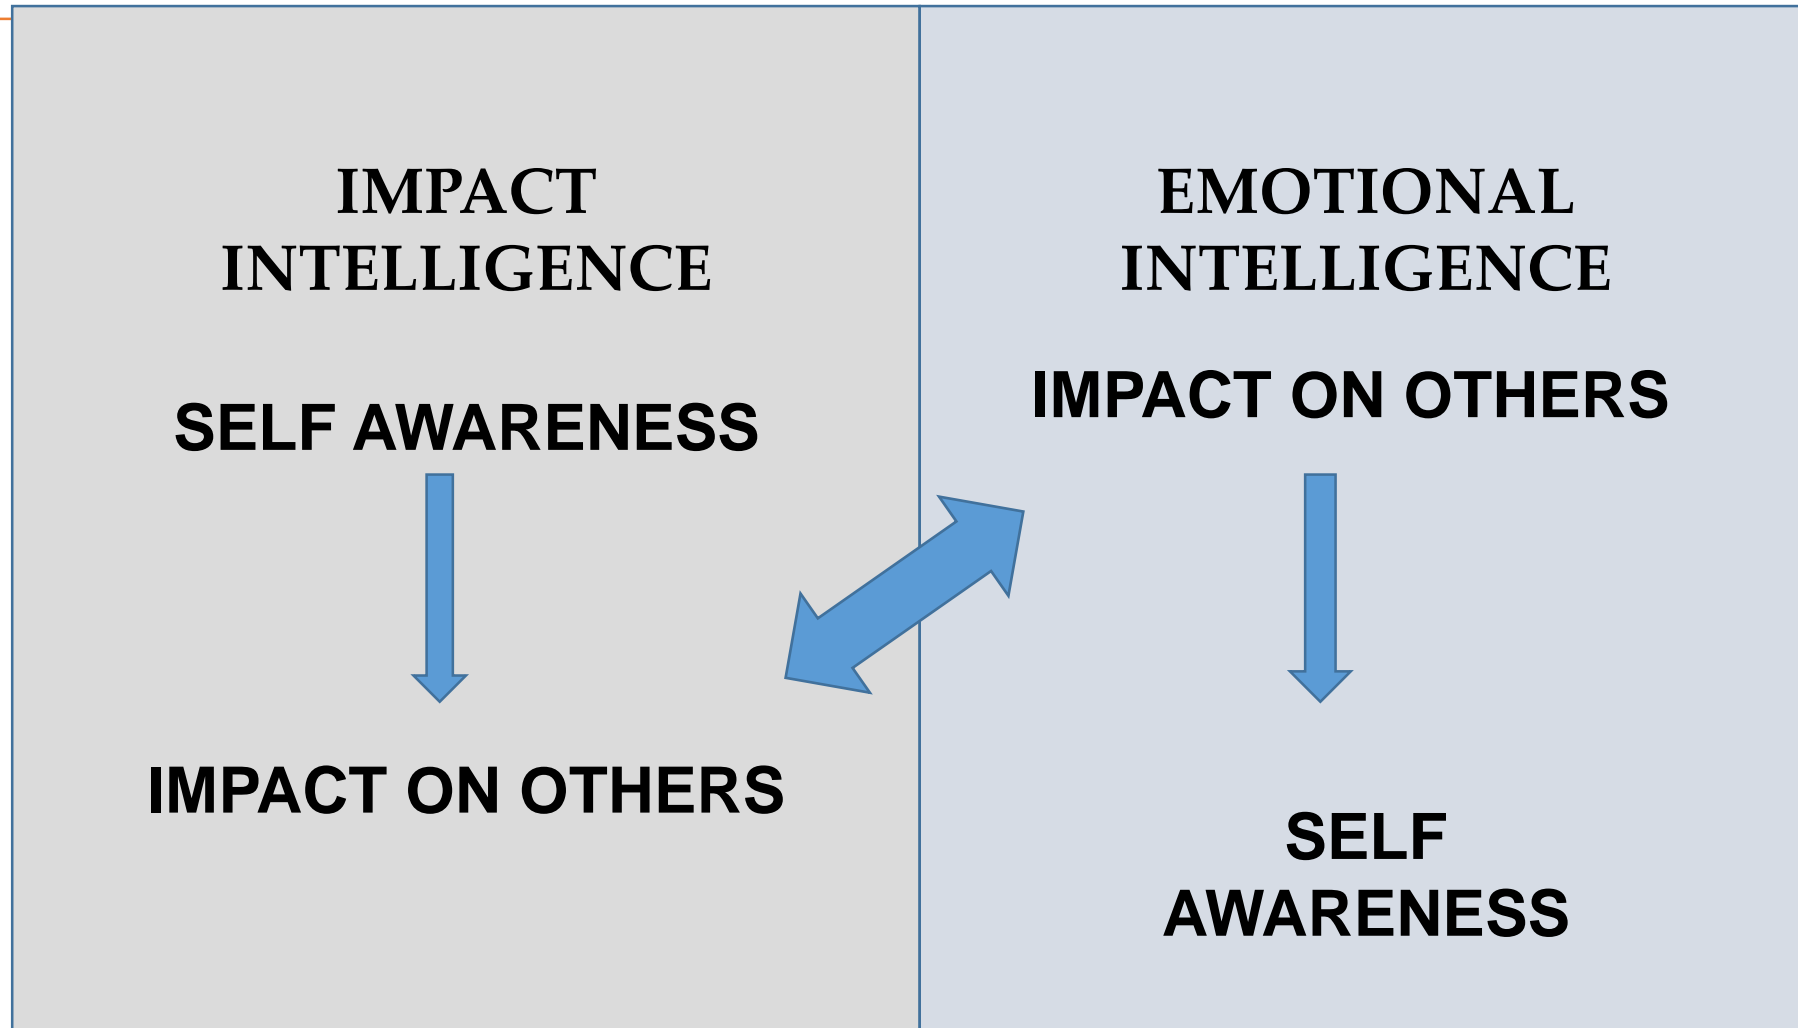 IMPACT
INTELLIGENCE
SELF AWARENESS
IMPACT ON OTHERS
EMOTIONAL
INTELLIGENCE
IMPACT ON OTHERS
SELF
AWARENESS